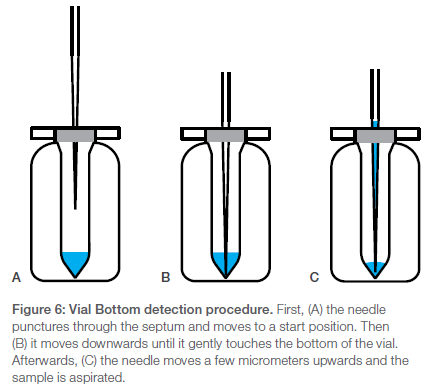 A B C
Figure 6: Vial Bottom detection procedure. First, (A) the needle
punctures through the septum and moves to a start position. Then
(B) it moves downwards until it gently touches the bottom of the vial.
Afterwards, (C) the needle moves a few micrometers upwards and the
sample is aspirated.